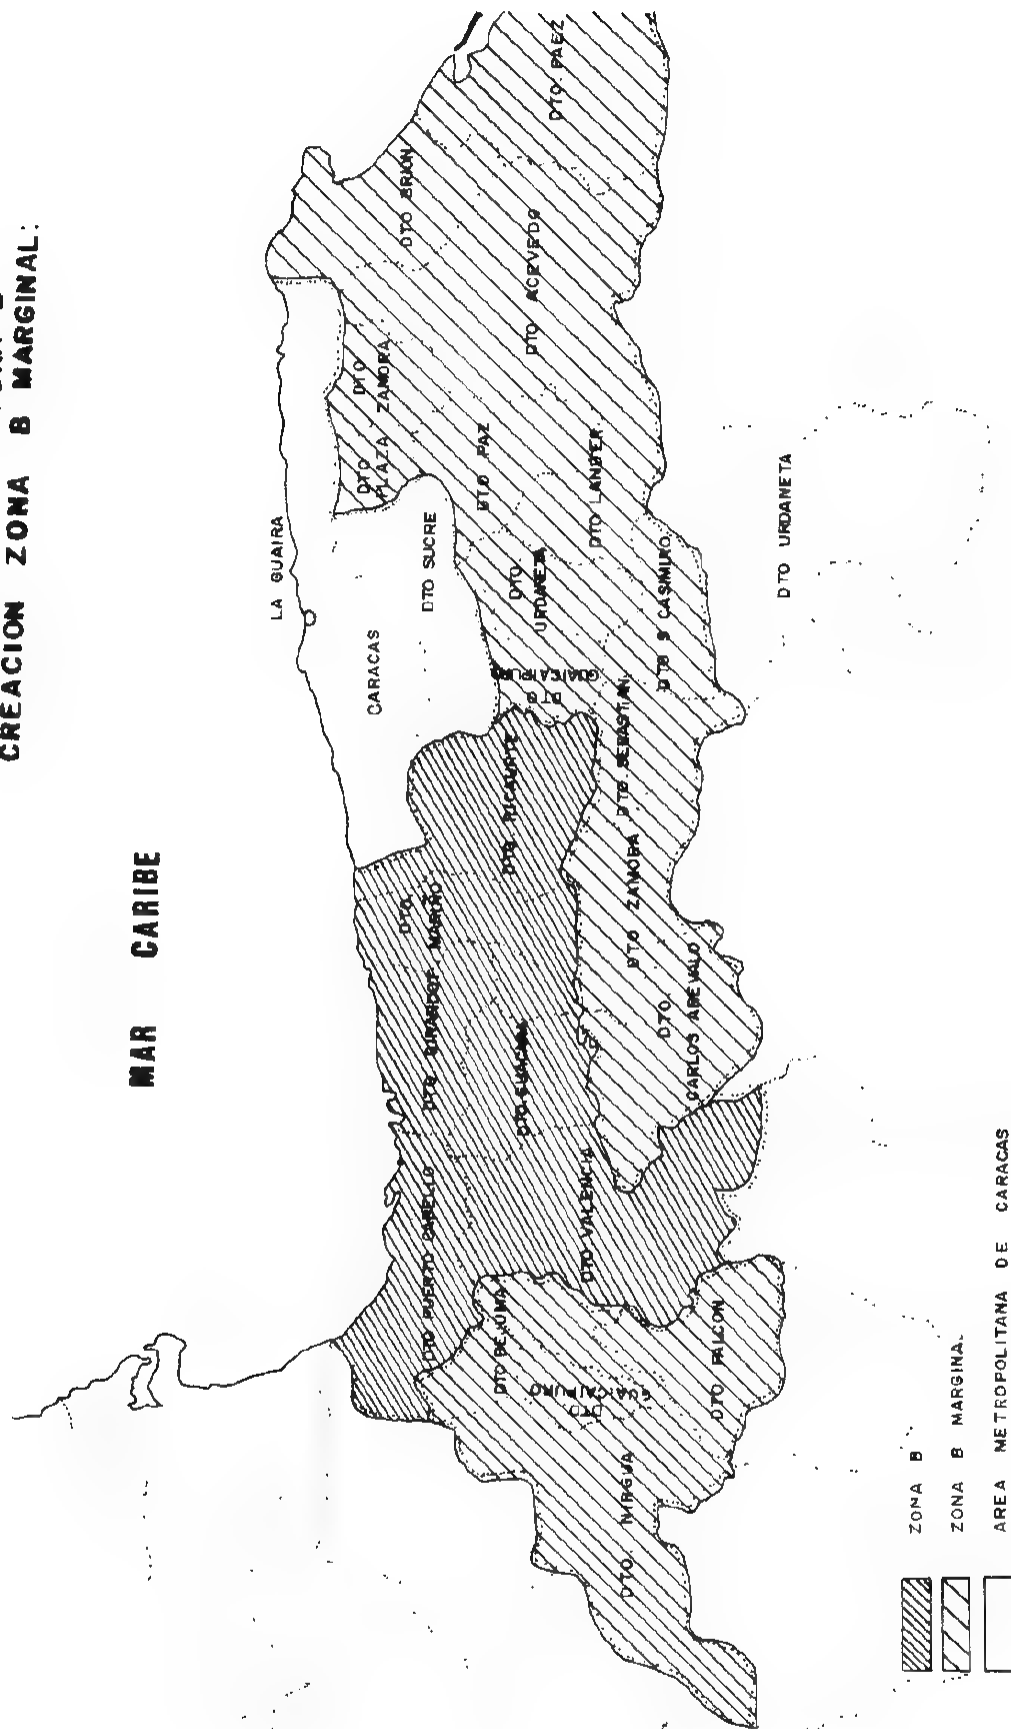 CREACION ZONA B MARGINAL:
MAR CARIBE
LA GUAIRA
CARACAS
DTO SUCRE
DTO
PLAZA
DTO
ZAMORA
DTO BRION
DTO PAEZ
DTO ACEVEDO
DTO PAZ
DTO LANDER
DTO
URDANETA
DTO S CASIMIRO
DTO URDANETA
DTO
GUAICAIPURO
DTO. SEBASTIAN
DTO ZAMORA
DTO RICAURTE
DTO.
MARIÑO
DTO GIRARDOT
DTO. GUACARA
DTO.
CARLOS AREVALO
DTO PUERTO CABELLO
DTO VALENCIA
DTO BEJUMA
DTO
GUAICAIPURO
DTO FALCON
DTO. NIRGUA
ZONA B
ZONA B MARGINAL
AREA METROPOLITANA DE CARACAS